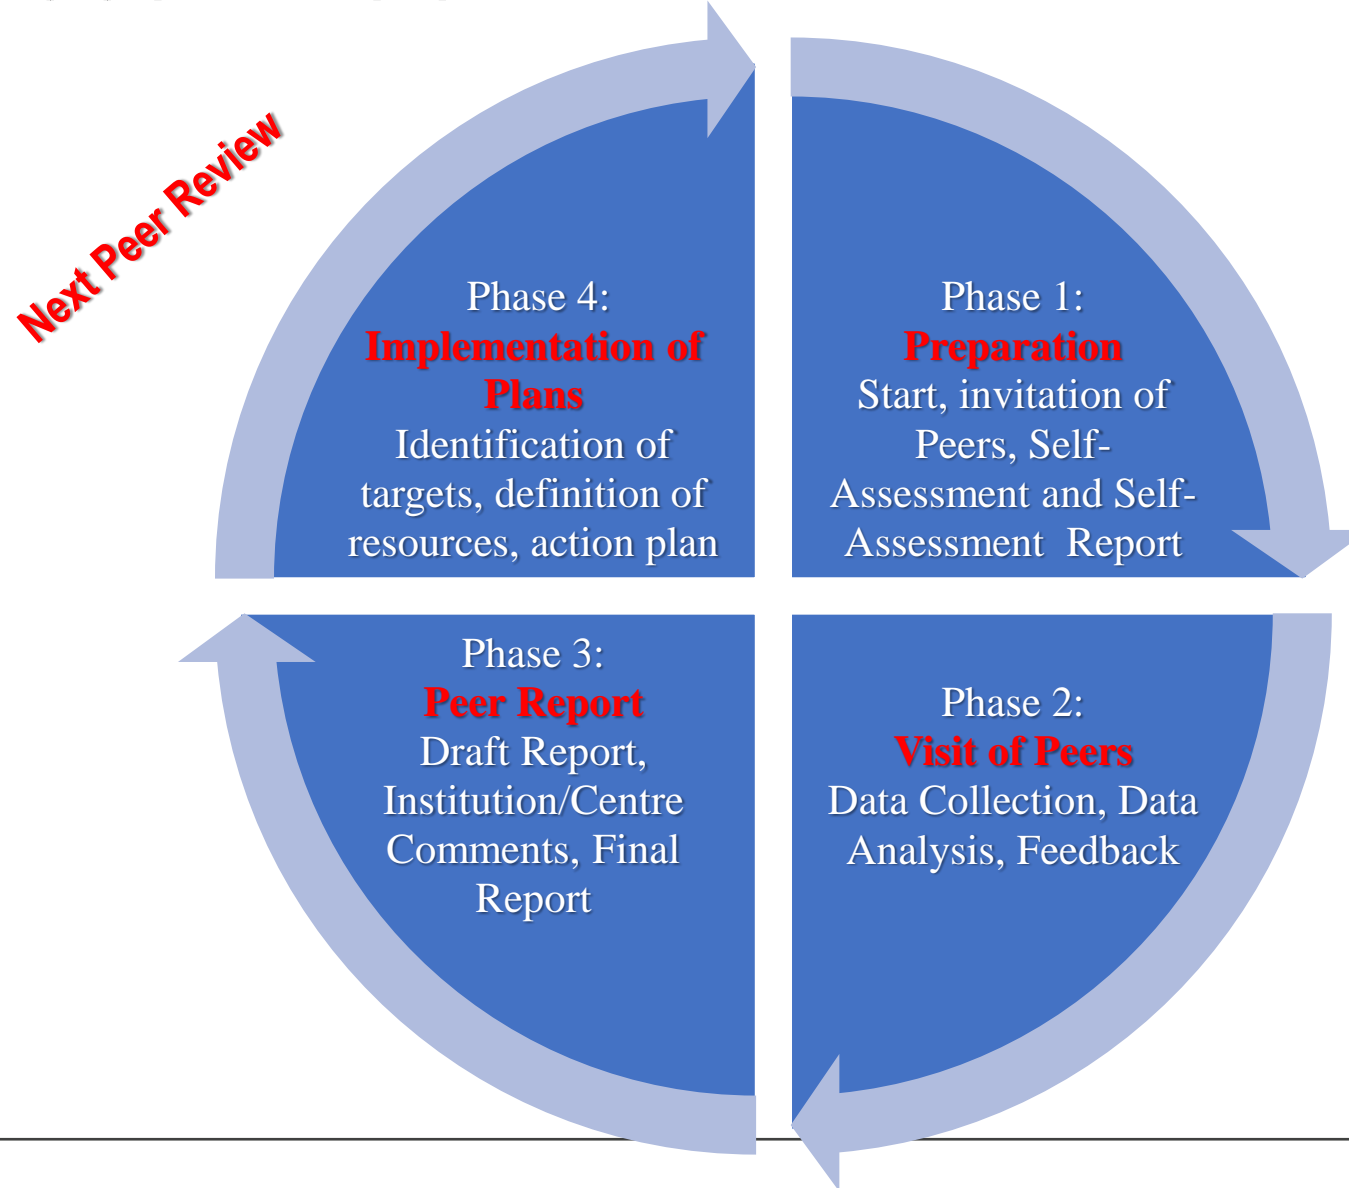 Next Peer Review
Phase 4:
Implementation of
Plans
Identification of
targets, definition of
resources, action plan
Phase 1:
Preparation
Start, invitation of
Peers, Self-
Assessment and Self-
Assessment Report
Phase 3:
Peer Report
Draft Report,
Institution/Centre
Comments, Final
Report
Phase 2:
Visit of Peers
Data Collection, Data
Analysis, Feedback